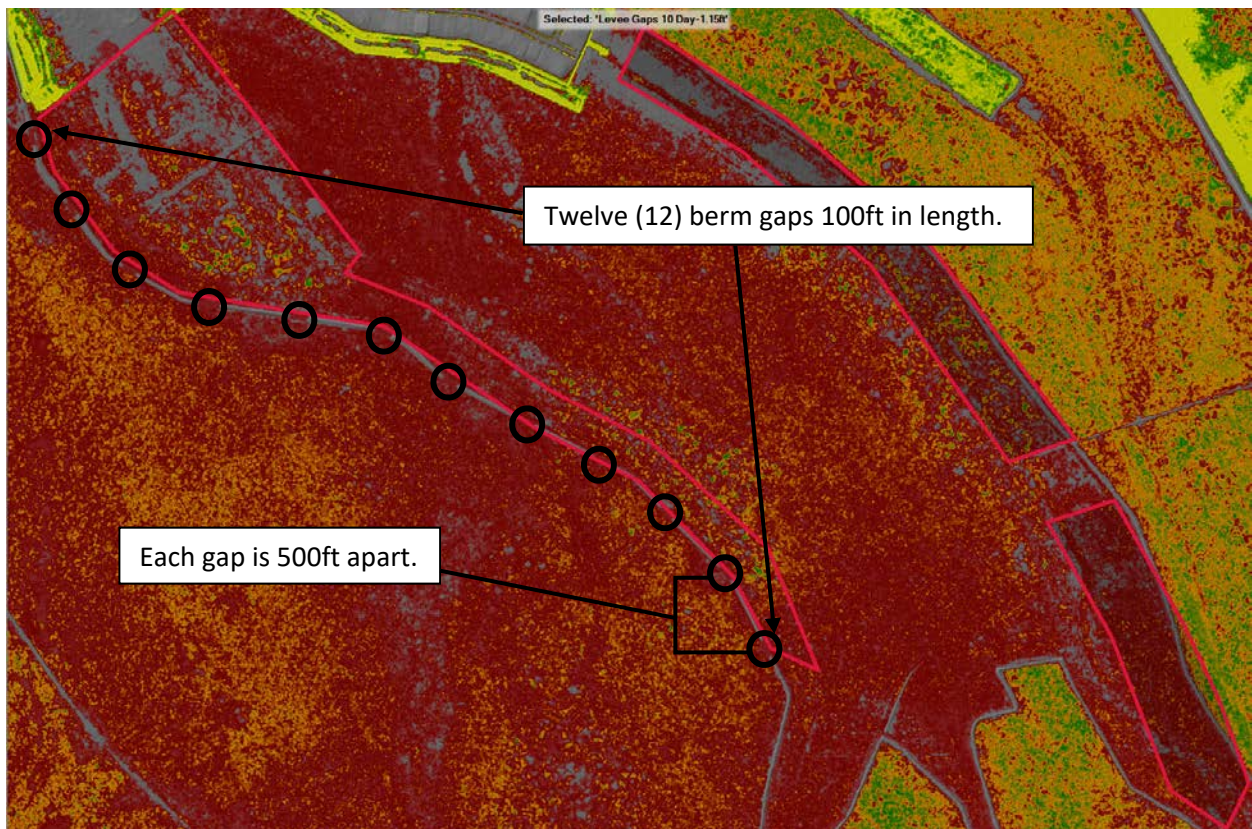 Selected: "Levee Gaps 10 Day-1.15ft"
Twelve (12) berm gaps 100ft in length.
Each gap is 500ft apart.